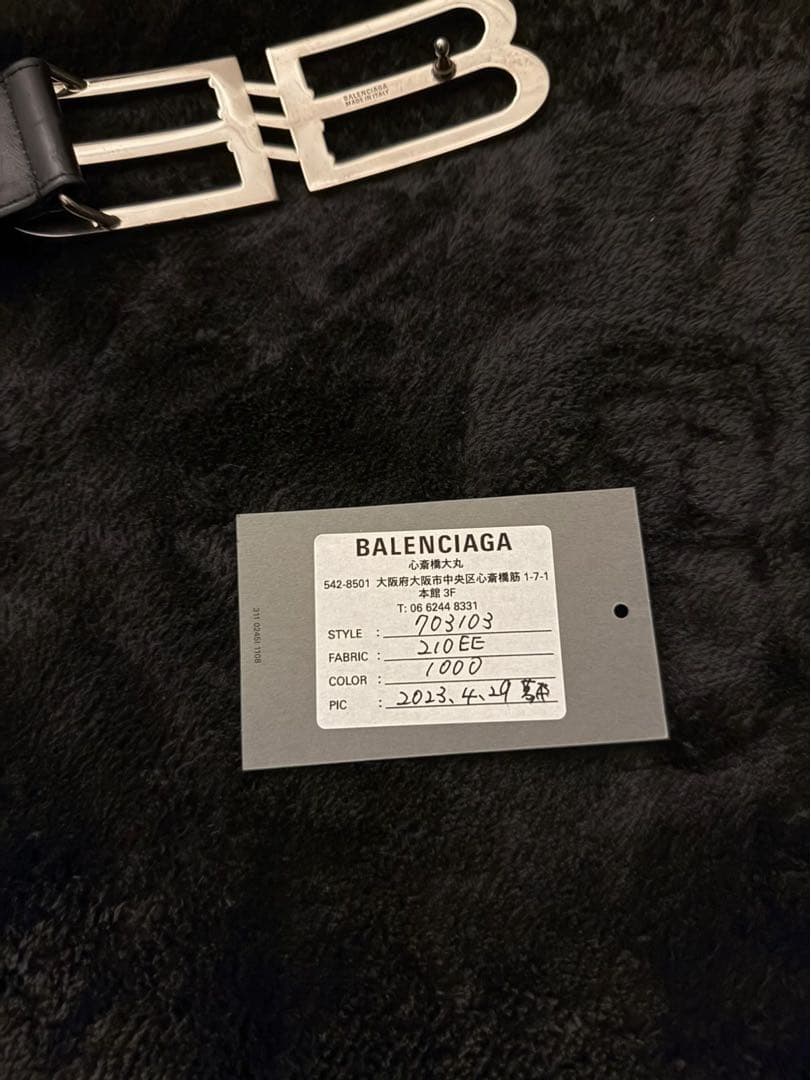 BALENCIAGA
MADE IN ITALY
BALENCIAGA
心斎橋大丸
542-8501 大阪府大阪市中央区心斎橋筋 1-7-1
本館 3F
T: 06 6244 8331
STYLE : 703103
FABRIC : 210EE
COLOR : 1000
PIC : 2023、4、29